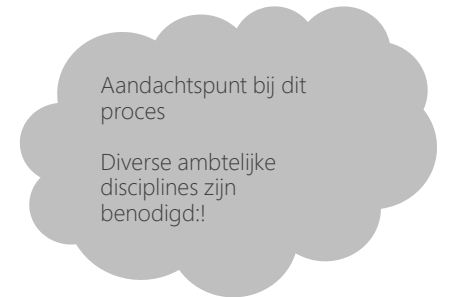 Aandachtspunt bij dit
proces
Diverse ambtelijke
disciplines zijn
benodigd:!